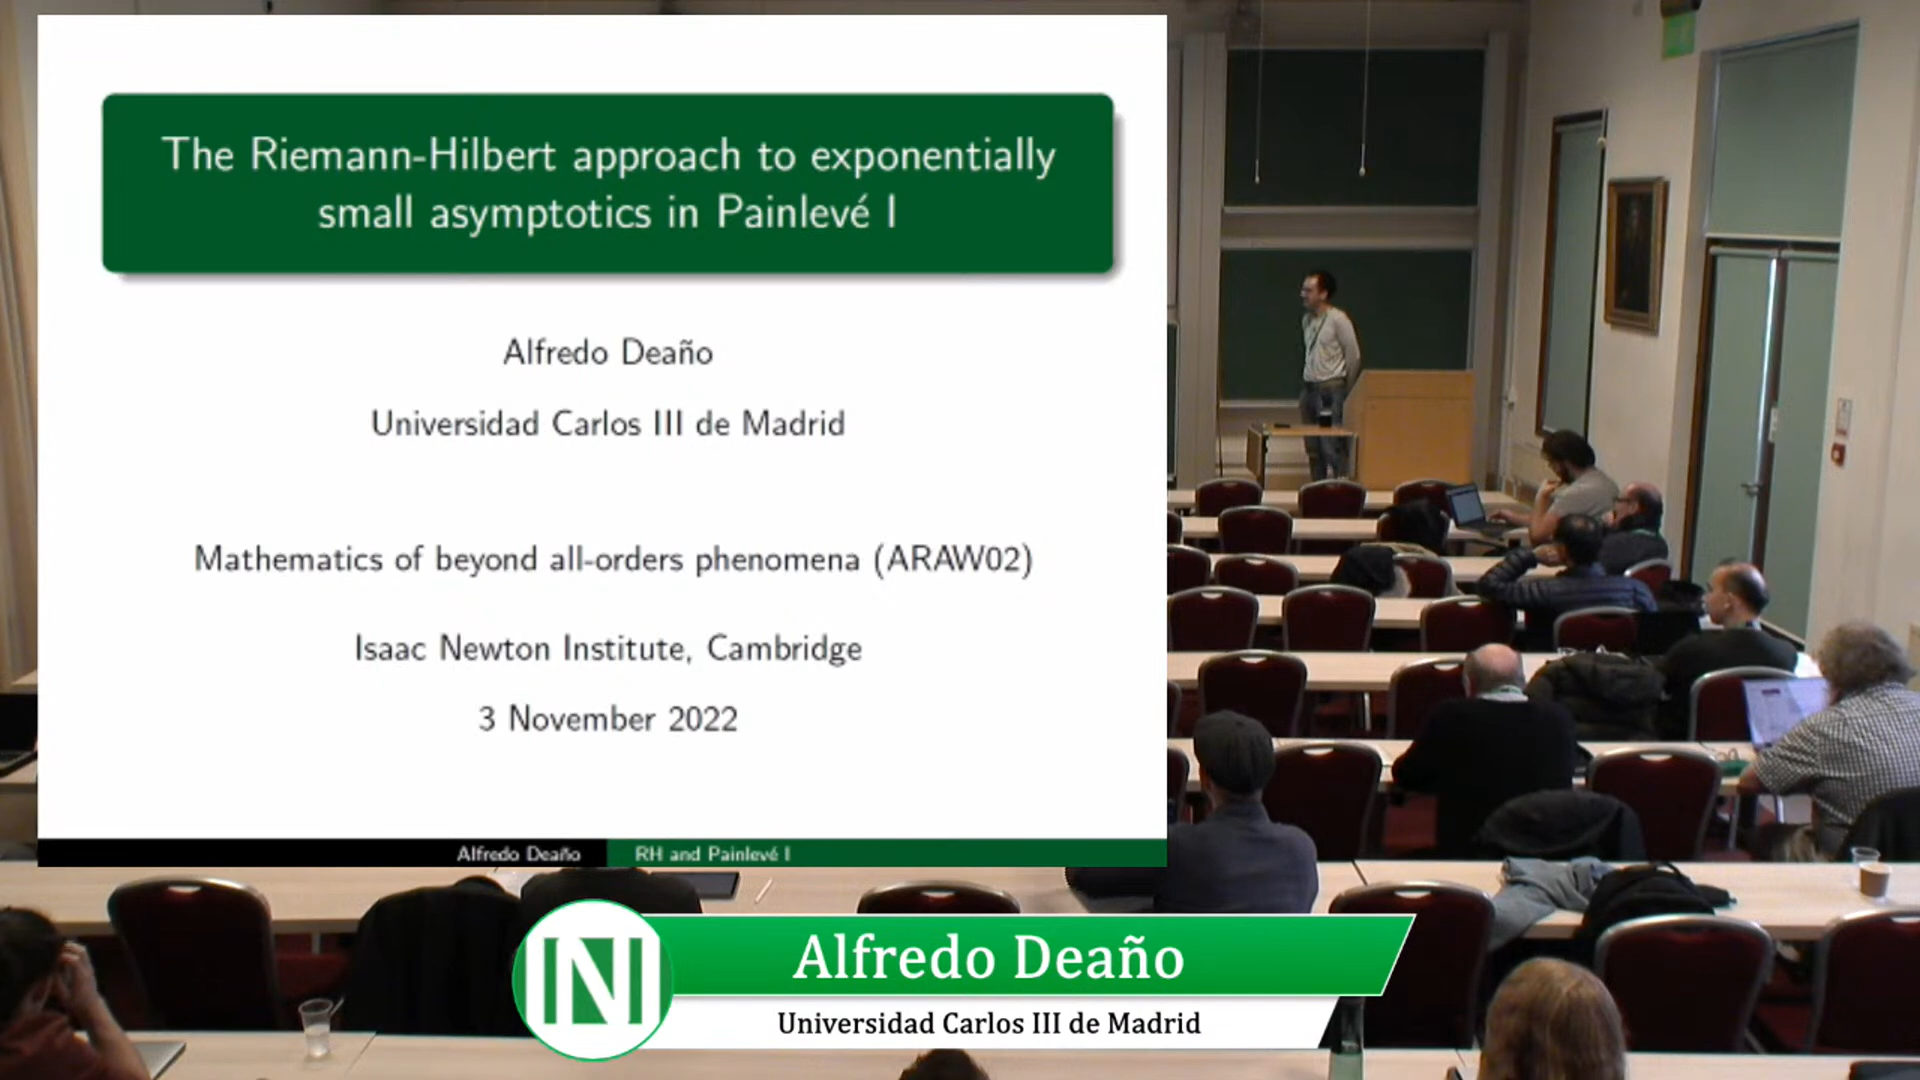 The Riemann-Hilbert approach to exponentially
small asymptotics in Painlevé I
Alfredo Deaño
Universidad Carlos III de Madrid
Mathematics of beyond all-orders phenomena (ARAW02)
Isaac Newton Institute, Cambridge
3 November 2022
Alfredo Deaño
RH and Painlevé I
Alfredo Deaño
Universidad Carlos III de Madrid